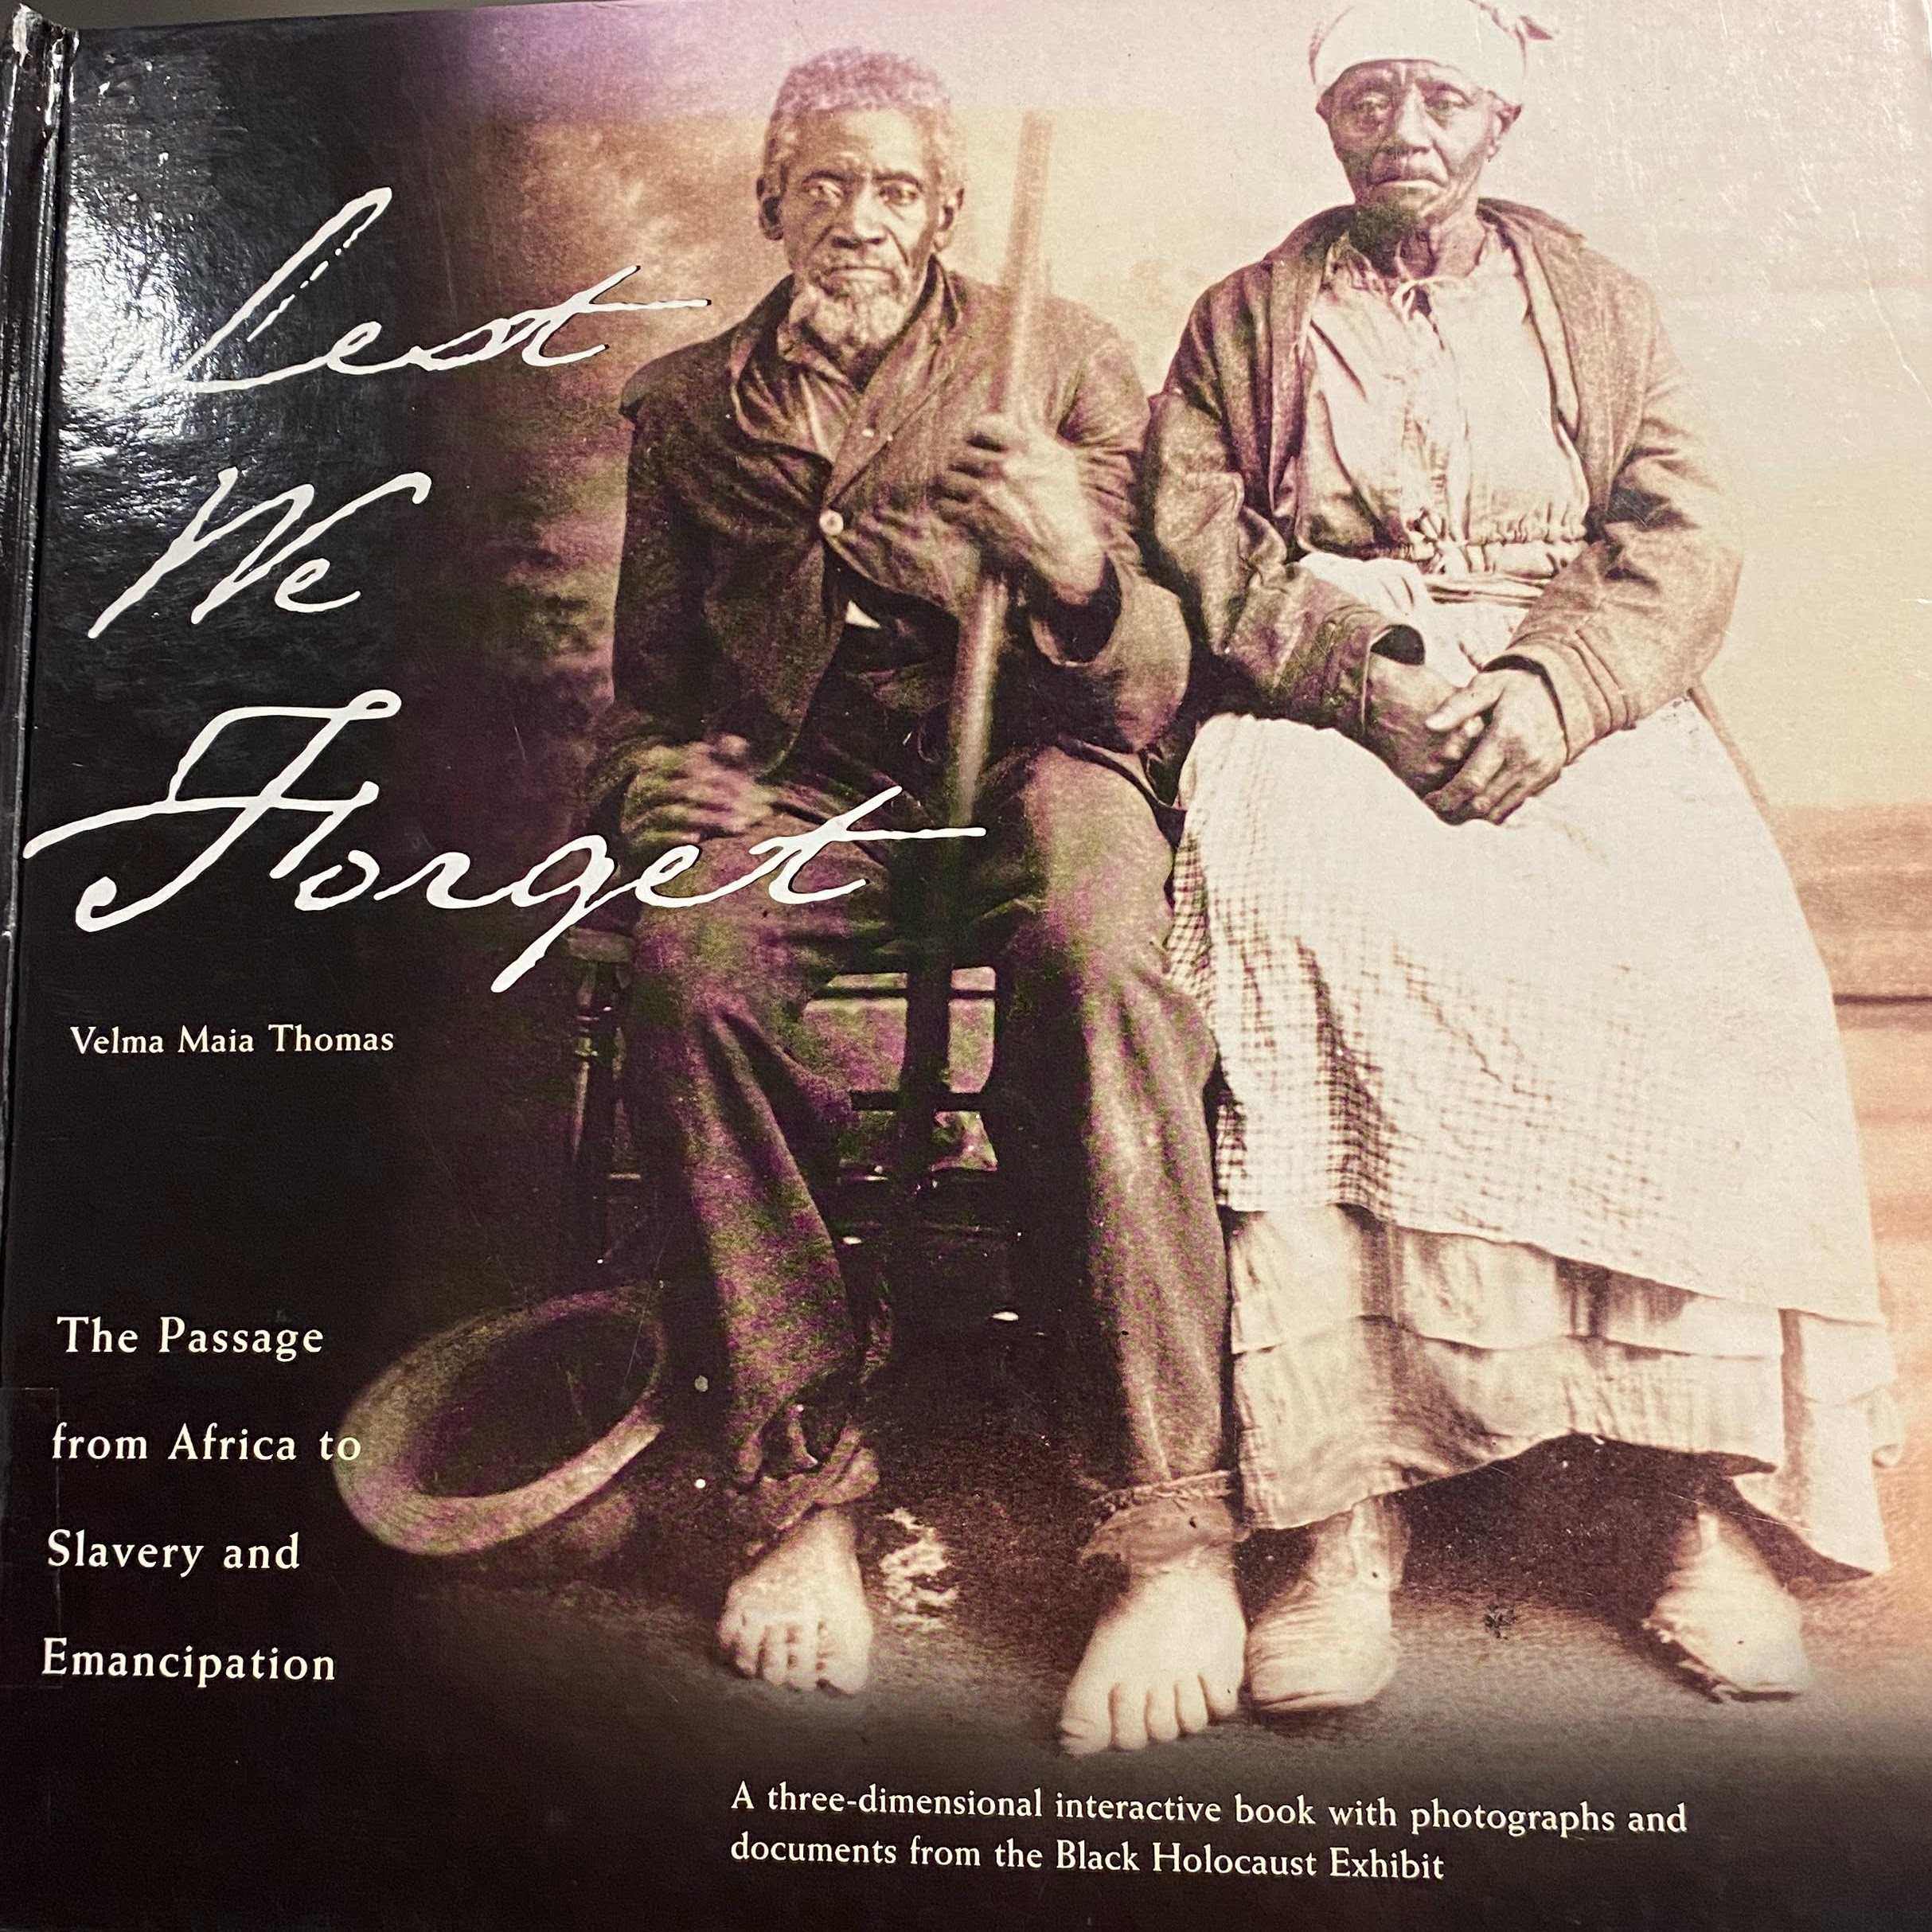 Lest
We
Forget
Velma Maia Thomas
The Passage
from Africa to
Slavery and
Emancipation
A three-dimensional interactive book with photographs and
documents from the Black Holocaust Exhibit